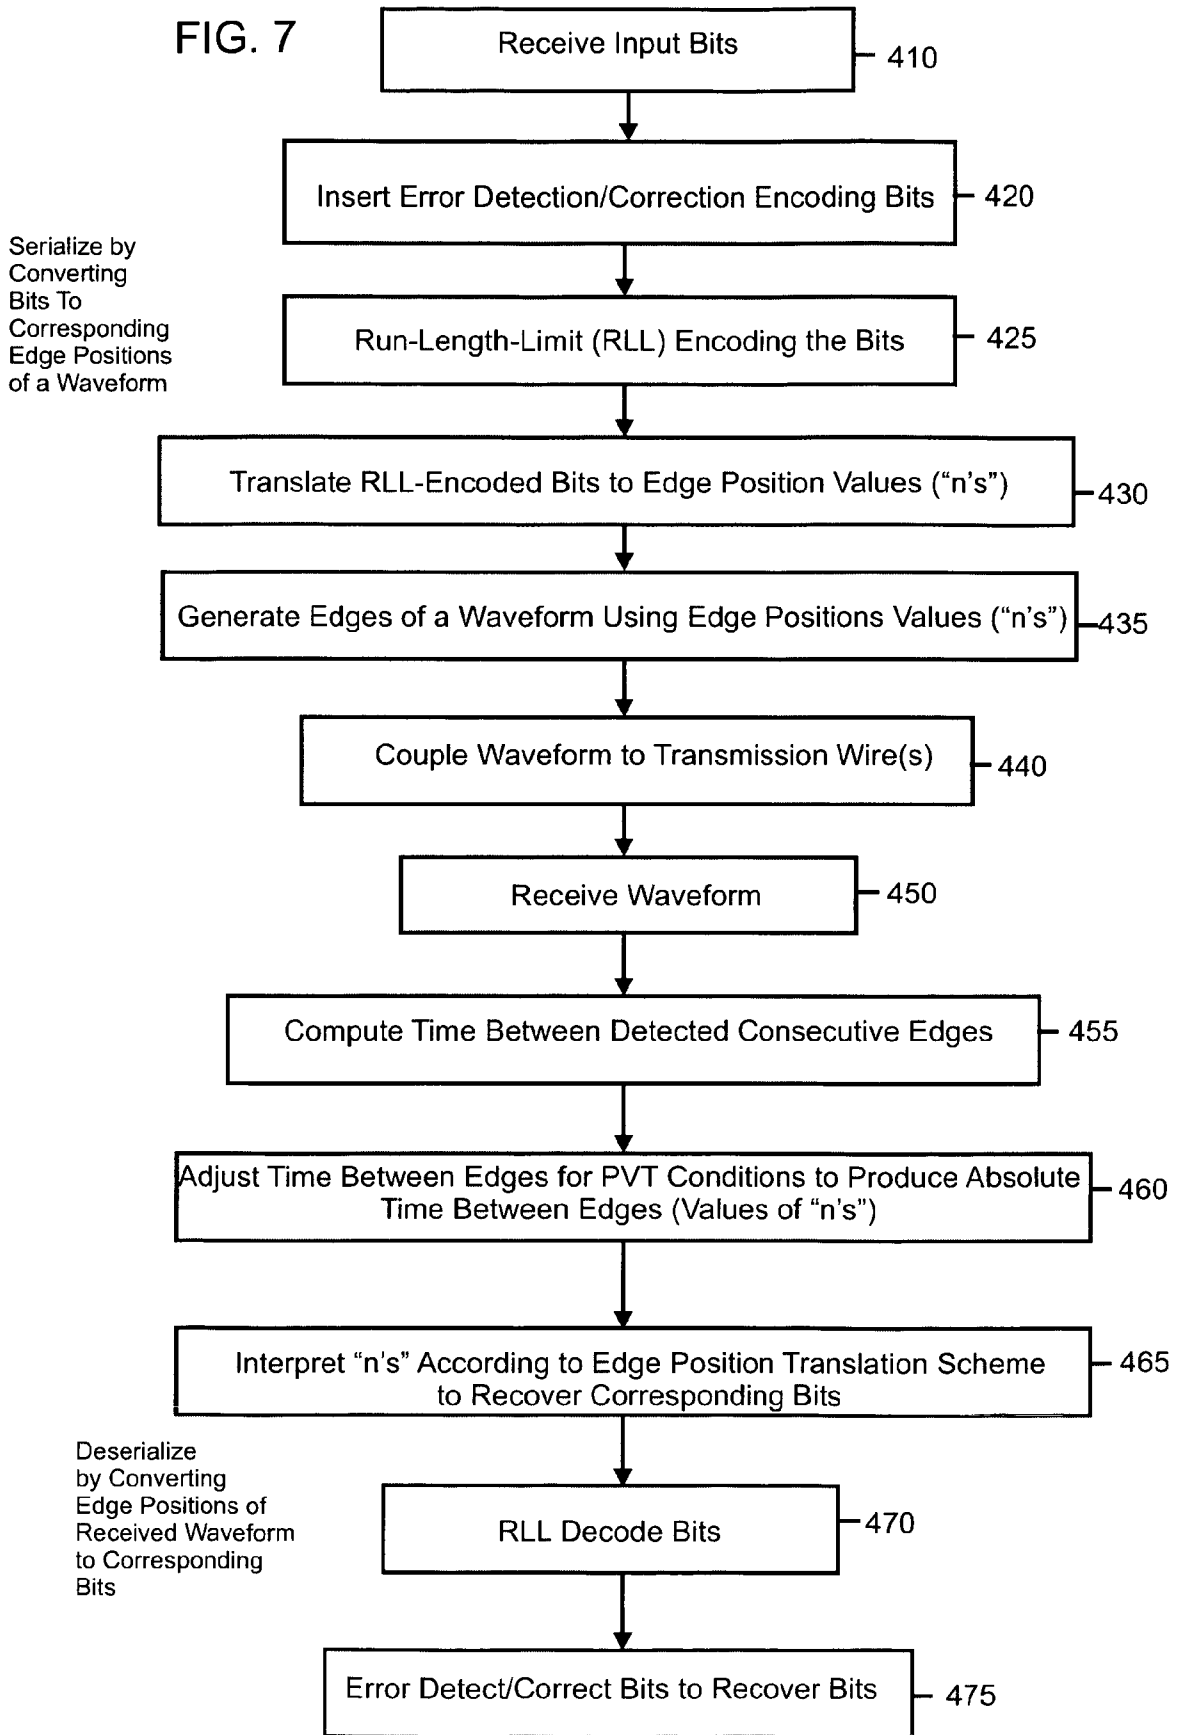 FIG. 7
Receive Input Bits
410
Insert Error Detection/Correction Encoding Bits
420
Serialize by
Converting
Bits To
Corresponding
Edge Positions
of a Waveform
Run-Length-Limit (RLL) Encoding the Bits
425
Translate RLL-Encoded Bits to Edge Position Values (“n's”)
430
Generate Edges of a Waveform Using Edge Positions Values (“n's”)
435
Couple Waveform to Transmission Wire(s)
440
Receive Waveform
450
Compute Time Between Detected Consecutive Edges
455
Adjust Time Between Edges for PVT Conditions to Produce Absolute
Time Between Edges (Values of “n's”)
460
Interpret “n's” According to Edge Position Translation Scheme
to Recover Corresponding Bits
465
Deserialize
by Converting
Edge Positions of
Received Waveform
to Corresponding
Bits
RLL Decode Bits
470
Error Detect/Correct Bits to Recover Bits
475